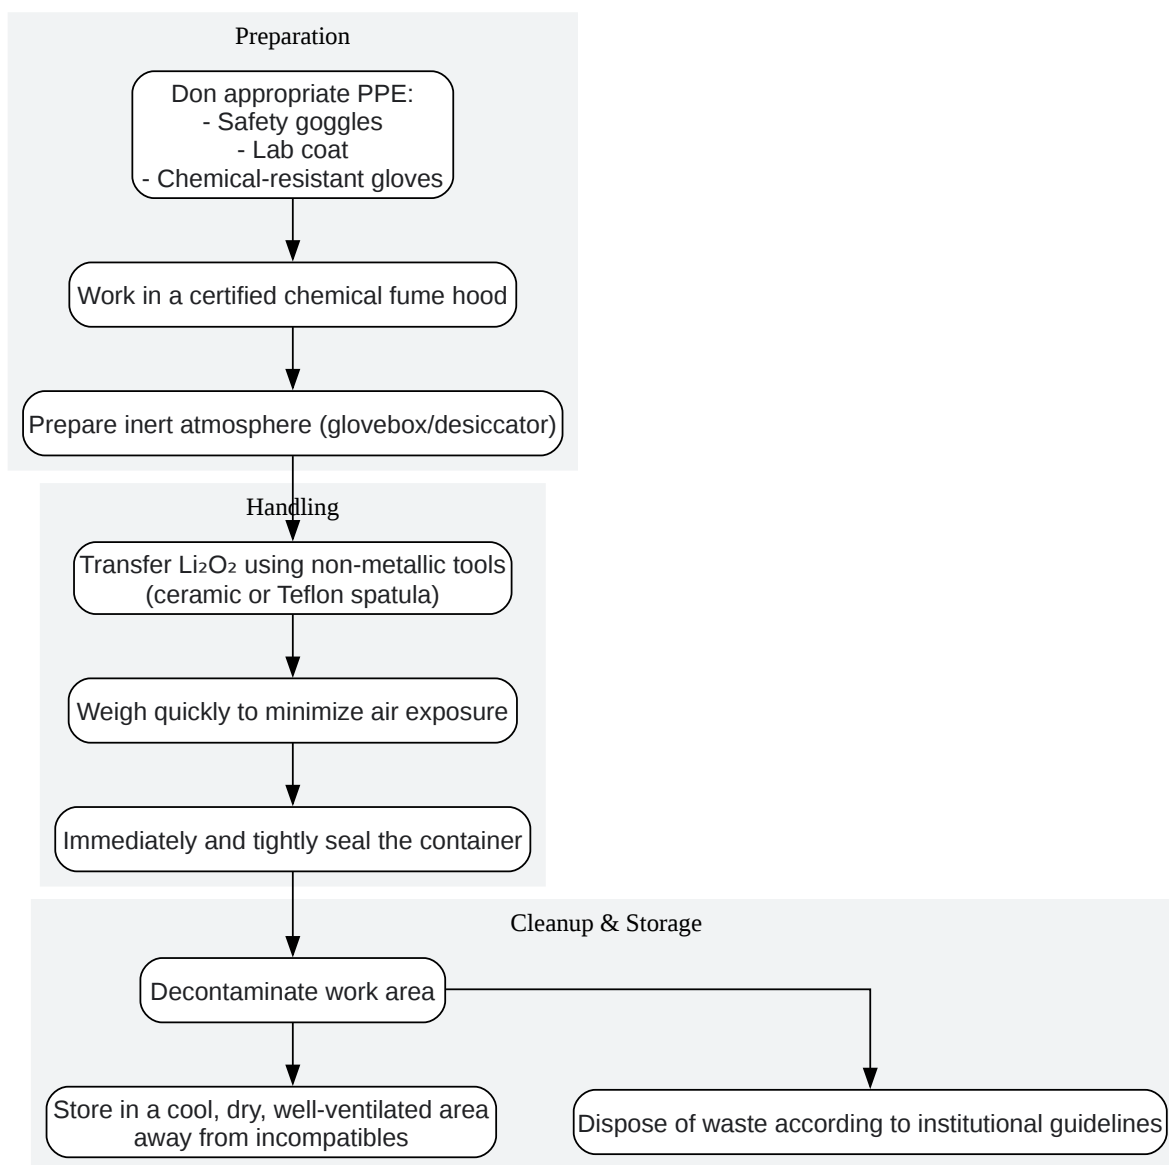 Preparation
Don appropriate PPE:
- Safety goggles
- Lab coat
- Chemical-resistant gloves
Work in a certified chemical fume hood
Prepare inert atmosphere (glovebox/desiccator)
Handling
Transfer Li₂O₂ using non-metallic tools
(ceramic or Teflon spatula)
Weigh quickly to minimize air exposure
Immediately and tightly seal the container
Cleanup & Storage
Decontaminate work area
Store in a cool, dry, well-ventilated area
away from incompatibles
Dispose of waste according to institutional guidelines